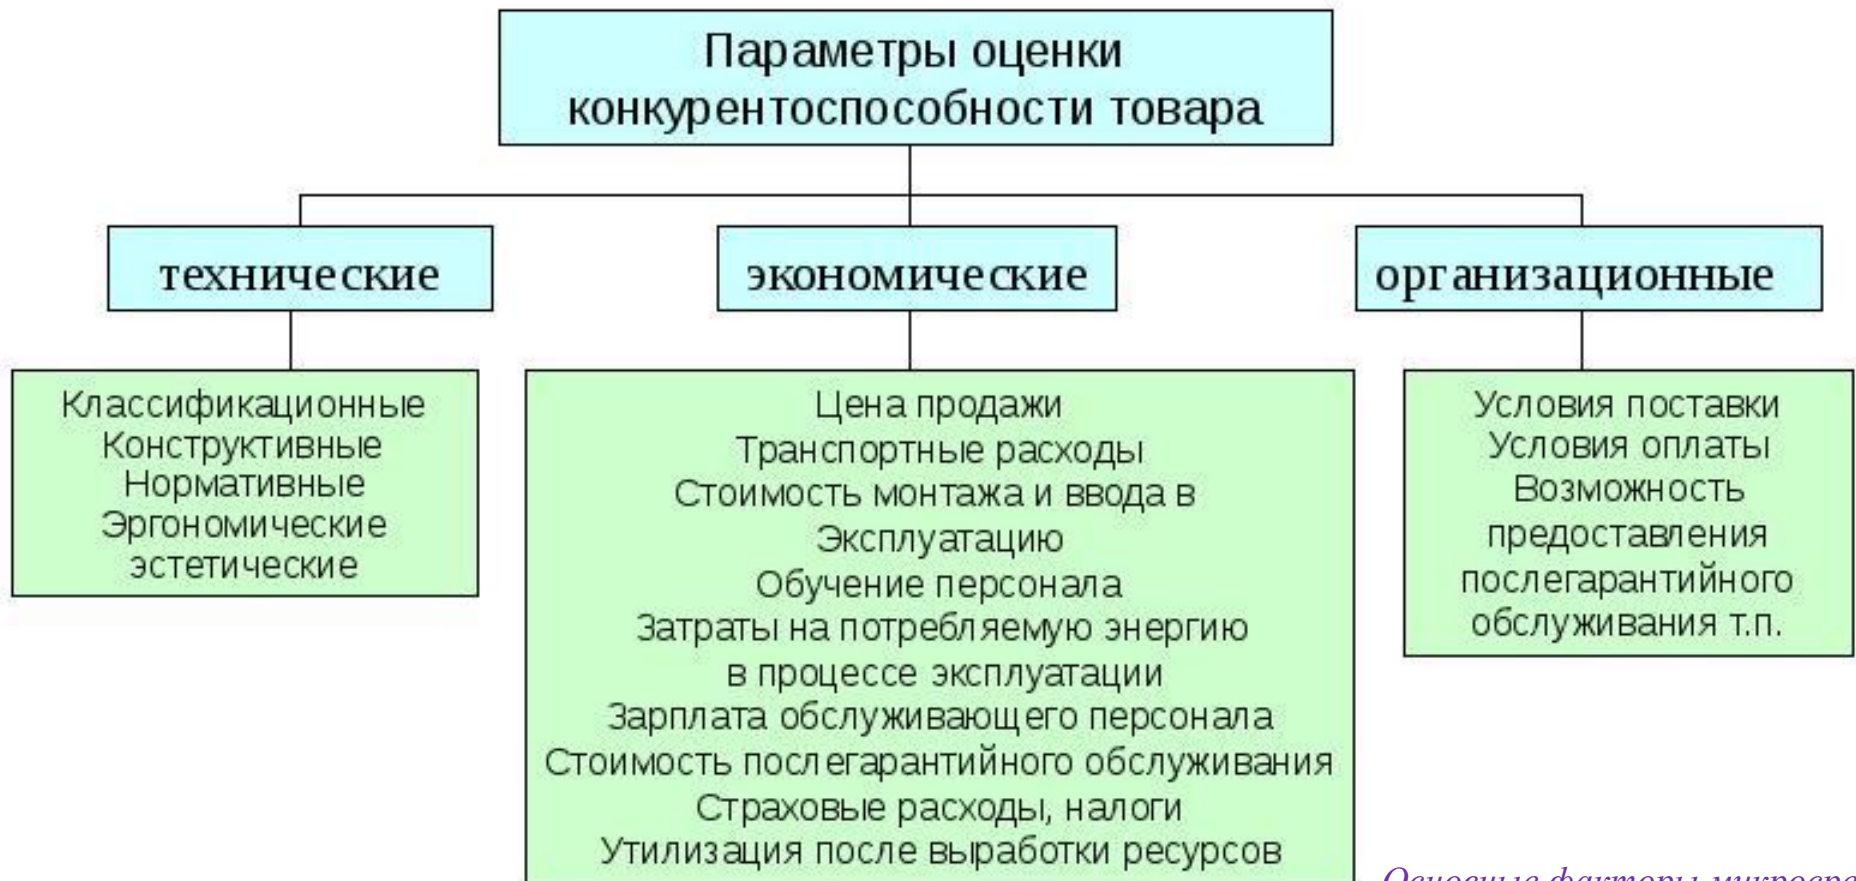 Параметры оценки
конкурентоспособности товара
технические
экономические
организационные
Классификационные
Конструктивные
Нормативные
Эргономические
эстетические
Цена продажи
Транспортные расходы
Стоимость монтажа и ввода в
Эксплуатацию
Обучение персонала
Затраты на потребляемую энергию
в процессе эксплуатации
Зарплата обслуживающего персонала
Стоимость послегарантийного обслуживания
Страховые расходы, налоги
Утилизация после выработки ресурсов
Условия поставки
Условия оплаты
Возможность
предоставления
послегарантийного
обслуживания т.п.
Основные факторы